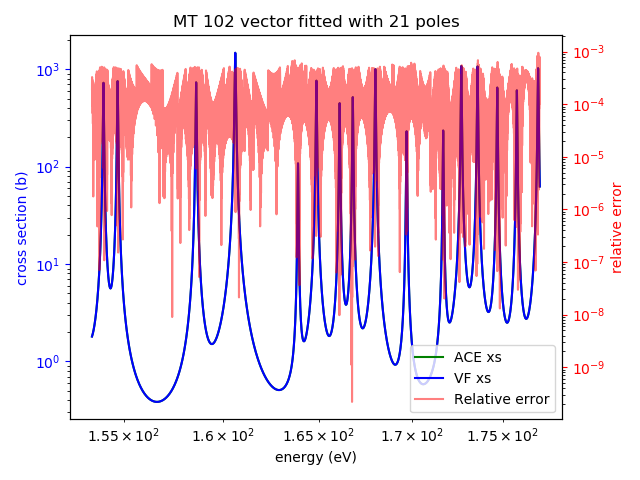 MT 102 vector fitted with 21 poles
10³
10²
10¹
10⁰
cross section (b)
10⁻³
10⁻⁴
10⁻⁵
10⁻⁶
10⁻⁷
10⁻⁸
10⁻⁹
relative error
ACE xs
VF xs
Relative error
1.55 × 10² 1.6 × 10² 1.65 × 10² 1.7 × 10² 1.75 × 10²
energy (eV)